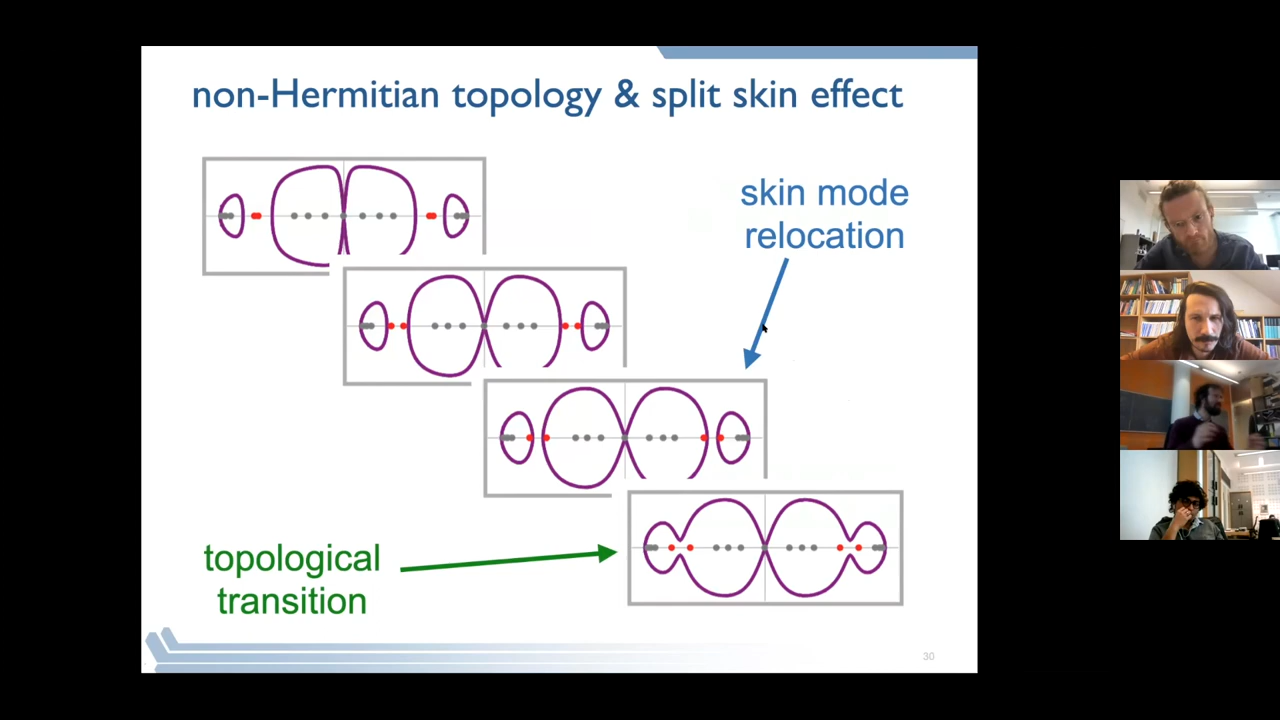 non-Hermitian topology & split skin effect
skin mode
relocation
topological
transition
30